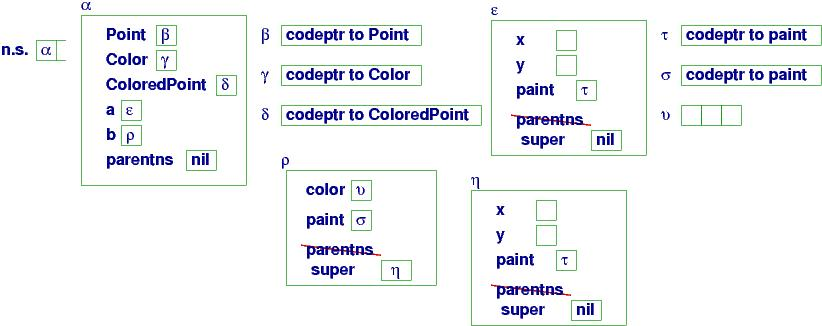 n.s. α
α
Point β
Color γ
ColoredPoint δ
a ε
b ρ
parentns nil
β codeptr to Point
γ codeptr to Color
δ codeptr to ColoredPoint
ε
x
y
paint τ
parentns
super nil
τ codeptr to paint
σ codeptr to paint
υ
ρ
color υ
paint σ
parentns
super η
η
x
y
paint τ
parentns
super nil